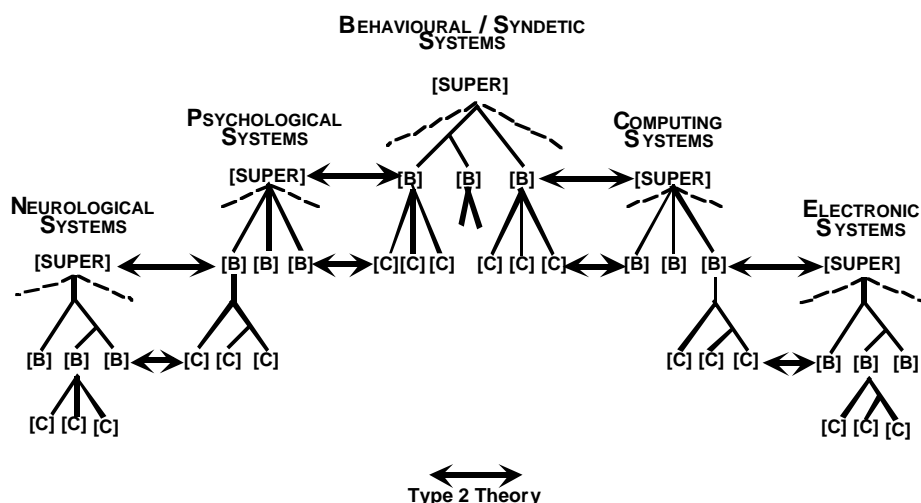 BEHAVIOURAL / SYNDETIC
SYSTEMS
[SUPER]
PSYCHOLOGICAL
SYSTEMS
COMPUTING
SYSTEMS
[SUPER] [B] [B] [B] [SUPER]
NEUROLOGICAL
SYSTEMS
ELECTRONIC
SYSTEMS
[SUPER] [B] [B] [B] [C] [C] [C] [C] [C] [C] [B] [B] [B] [SUPER]
[B] [B] [B] [C] [C] [C] [C] [C] [C] [B] [B] [B]
[C] [C] [C] [C] [C] [C]
Type 2 Theory